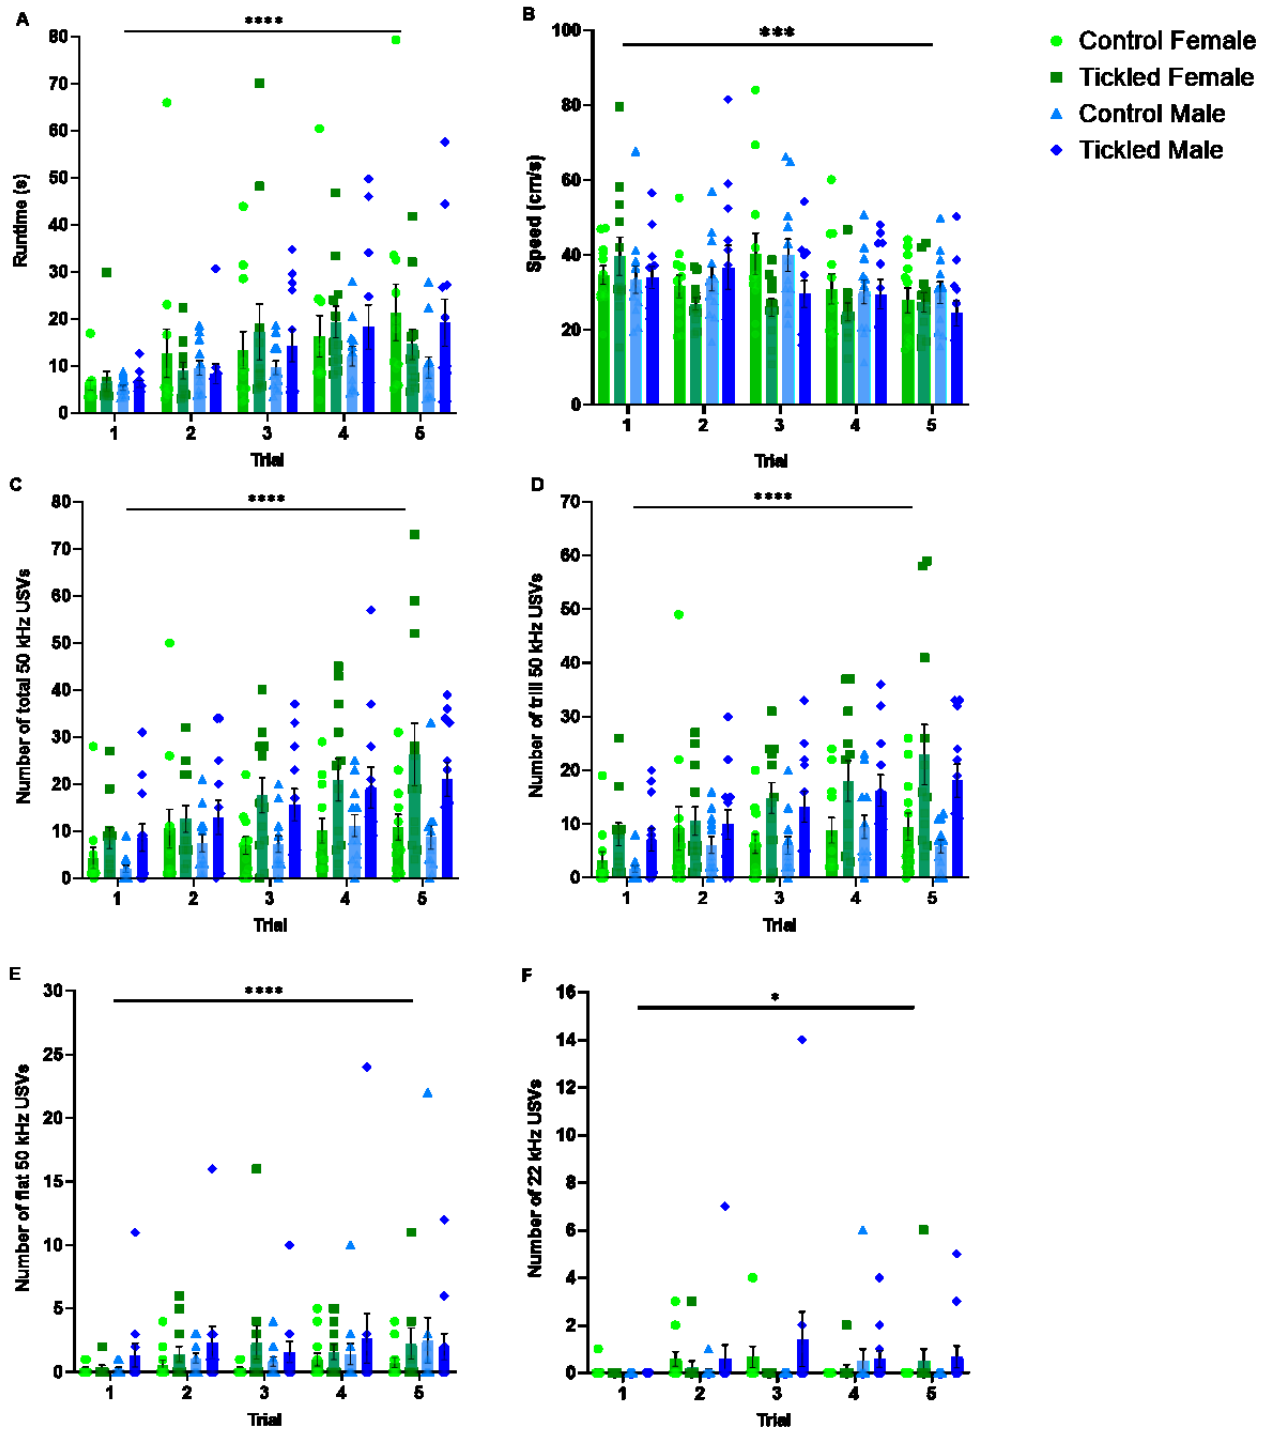 A
****
Runtime (s)
80
70
60
50
40
30
20
10
0
1 2 3 4 5
Trial
B
***
Speed (cm/s)
100
80
60
40
20
0
1 2 3 4 5
Trial
Control Female
Tickled Female
Control Male
Tickled Male
C
****
Number of total 50 kHz USVs
80
70
60
50
40
30
20
10
0
1 2 3 4 5
Trial
D
****
Number of trill 50 kHz USVs
70
60
50
40
30
20
10
0
1 2 3 4 5
Trial
E
****
Number of flat 50 kHz USVs
30
25
20
15
10
5
0
1 2 3 4 5
Trial
F
*
Number of 22 kHz USVs
16
14
12
10
8
6
4
2
0
1 2 3 4 5
Trial